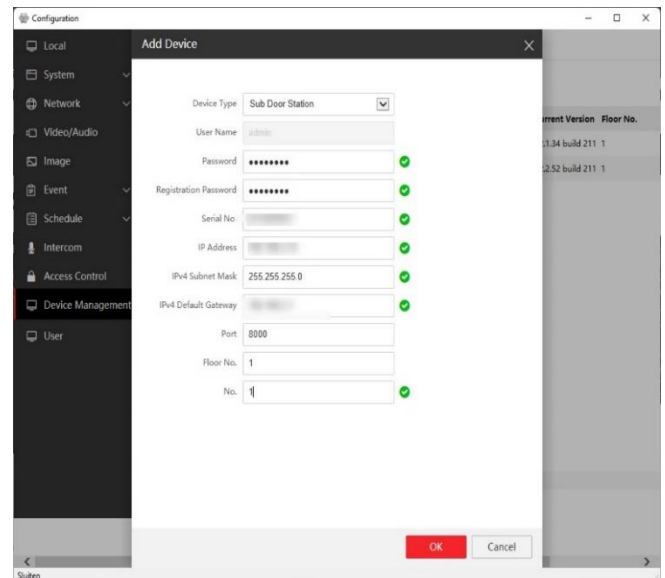 Configuration
Local
System
Network
Video/Audio
Image
Event
Schedule
Intercom
Access Control
Device Management
User
Add Device
Device Type Sub Door Station
User Name admin
Password ••••••••
Registration Password ••••••••
Serial No.
IP Address
IPv4 Subnet Mask 255.255.255.0
IPv4 Default Gateway
Port 8000
Floor No. 1
No. 1
OK Cancel
rrent Version Floor No.
.1.34 build 211 1
.2.52 build 211 1
Sluiten